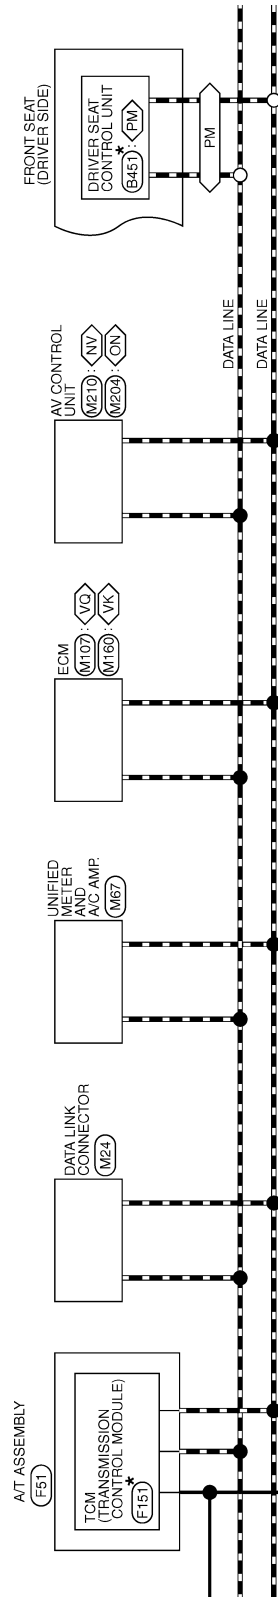 A/T ASSEMBLY
F51
TCM
(TRANSMISSION
CONTROL MODULE)
*
F151
DATA LINK
CONNECTOR
M24
UNIFIED
METER
AND
A/C AMP.
M67
ECM
M107 : VQ
M160 : VK
AV CONTROL
UNIT
M210 : NV
M204 : ON
DATA LINE
DATA LINE
FRONT SEAT
(DRIVER SIDE)
DRIVER SEAT
CONTROL UNIT
*
B451 : PM
PM